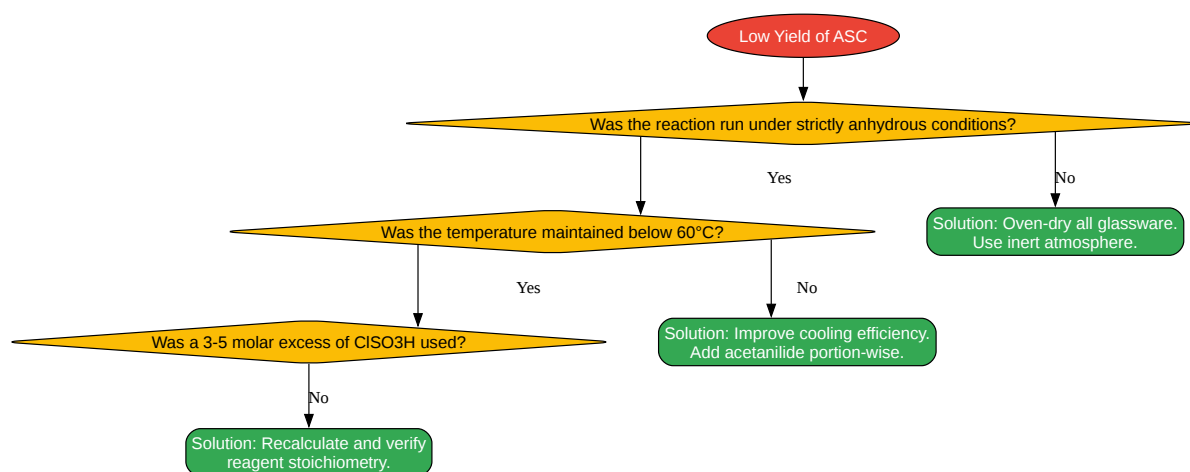 Low Yield of ASC
Was the reaction run under strictly anhydrous conditions?
Yes
No
Was the temperature maintained below 60°C?
Solution: Oven-dry all glassware.
Use inert atmosphere.
Yes
No
Was a 3-5 molar excess of ClSO3H used?
Solution: Improve cooling efficiency.
Add acetanilide portion-wise.
No
Solution: Recalculate and verify
reagent stoichiometry.